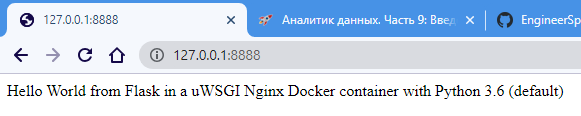 127.0.0.1:8888
Аналитик данных. Часть 9: Введ
EngineerSp
127.0.0.1:8888
Hello World from Flask in a uWSGI Nginx Docker container with Python 3.6 (default)